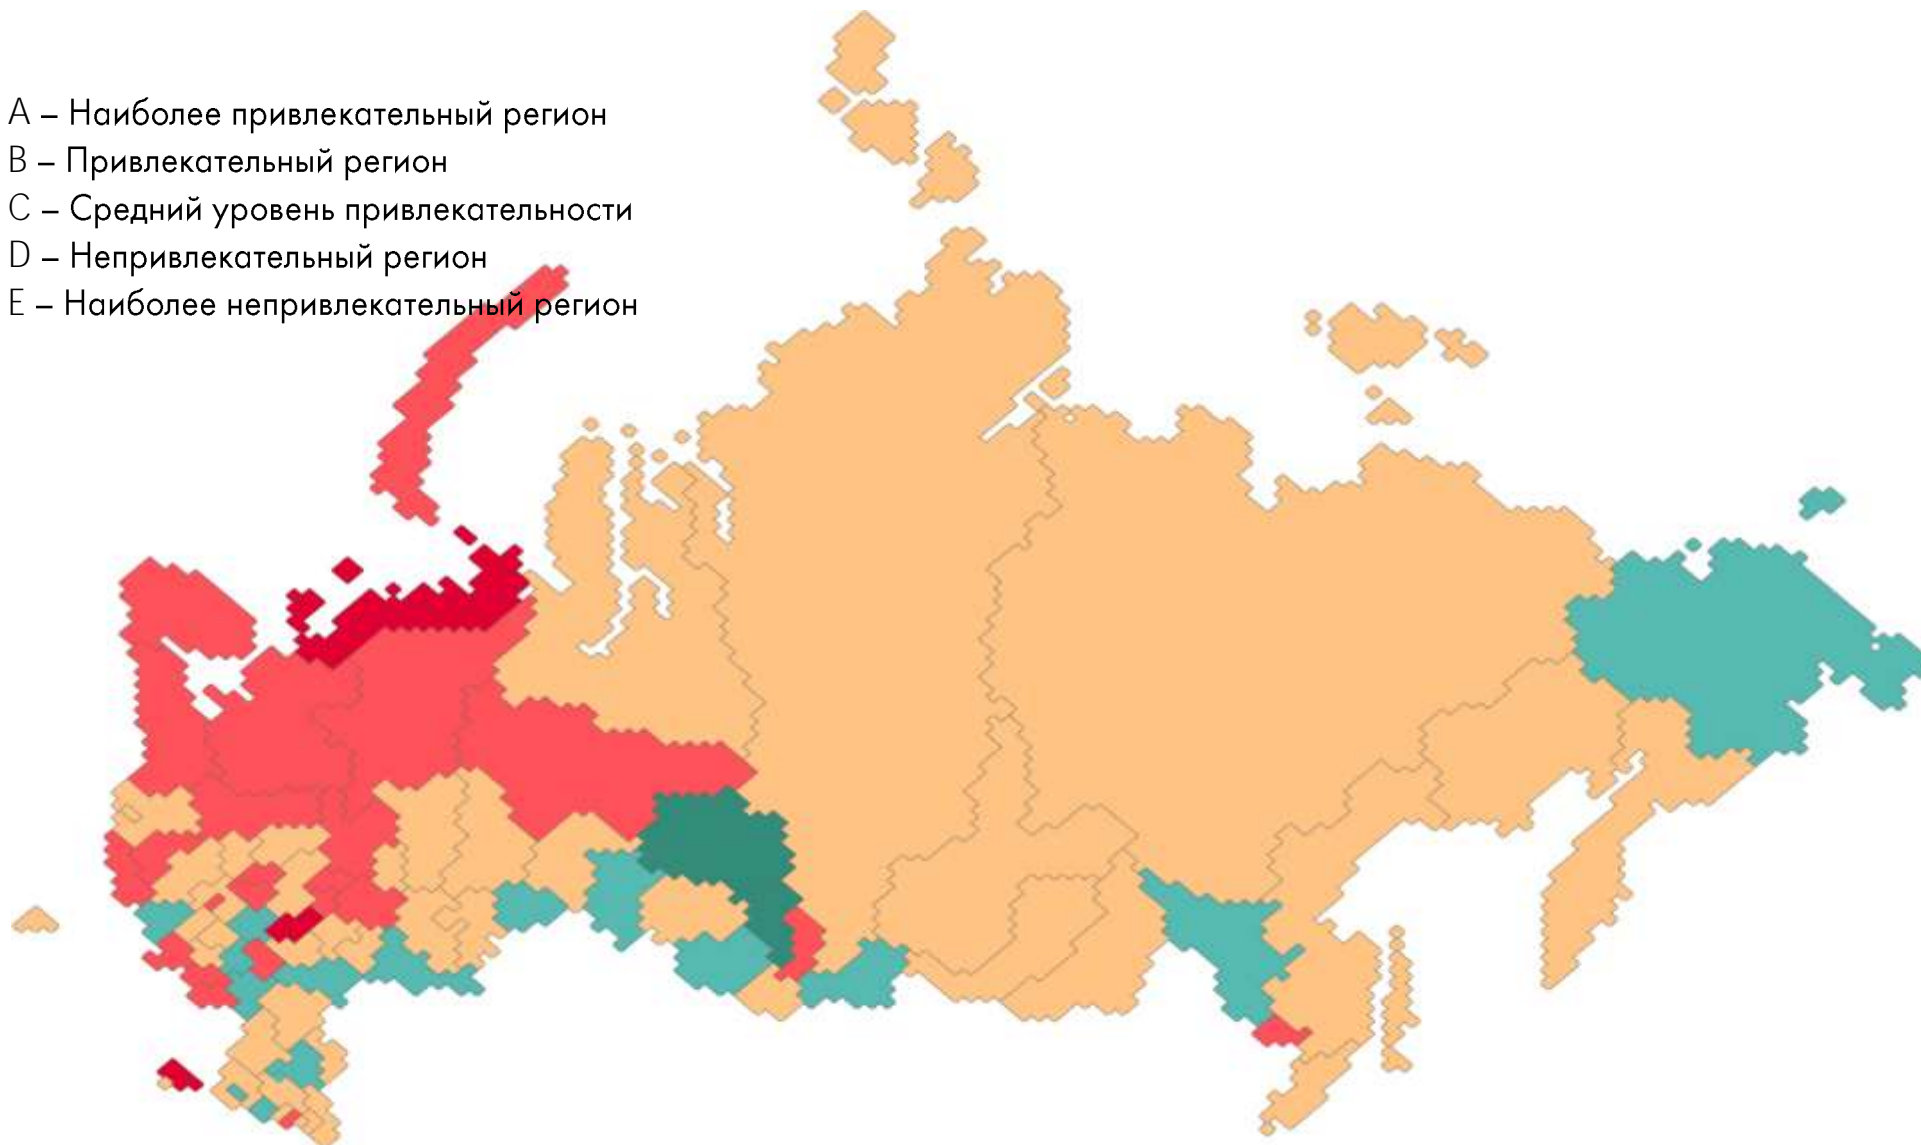 A – Наиболее привлекательный регион
B – Привлекательный регион
C – Средний уровень привлекательности
D – Непривлекательный регион
E – Наиболее непривлекательный регион